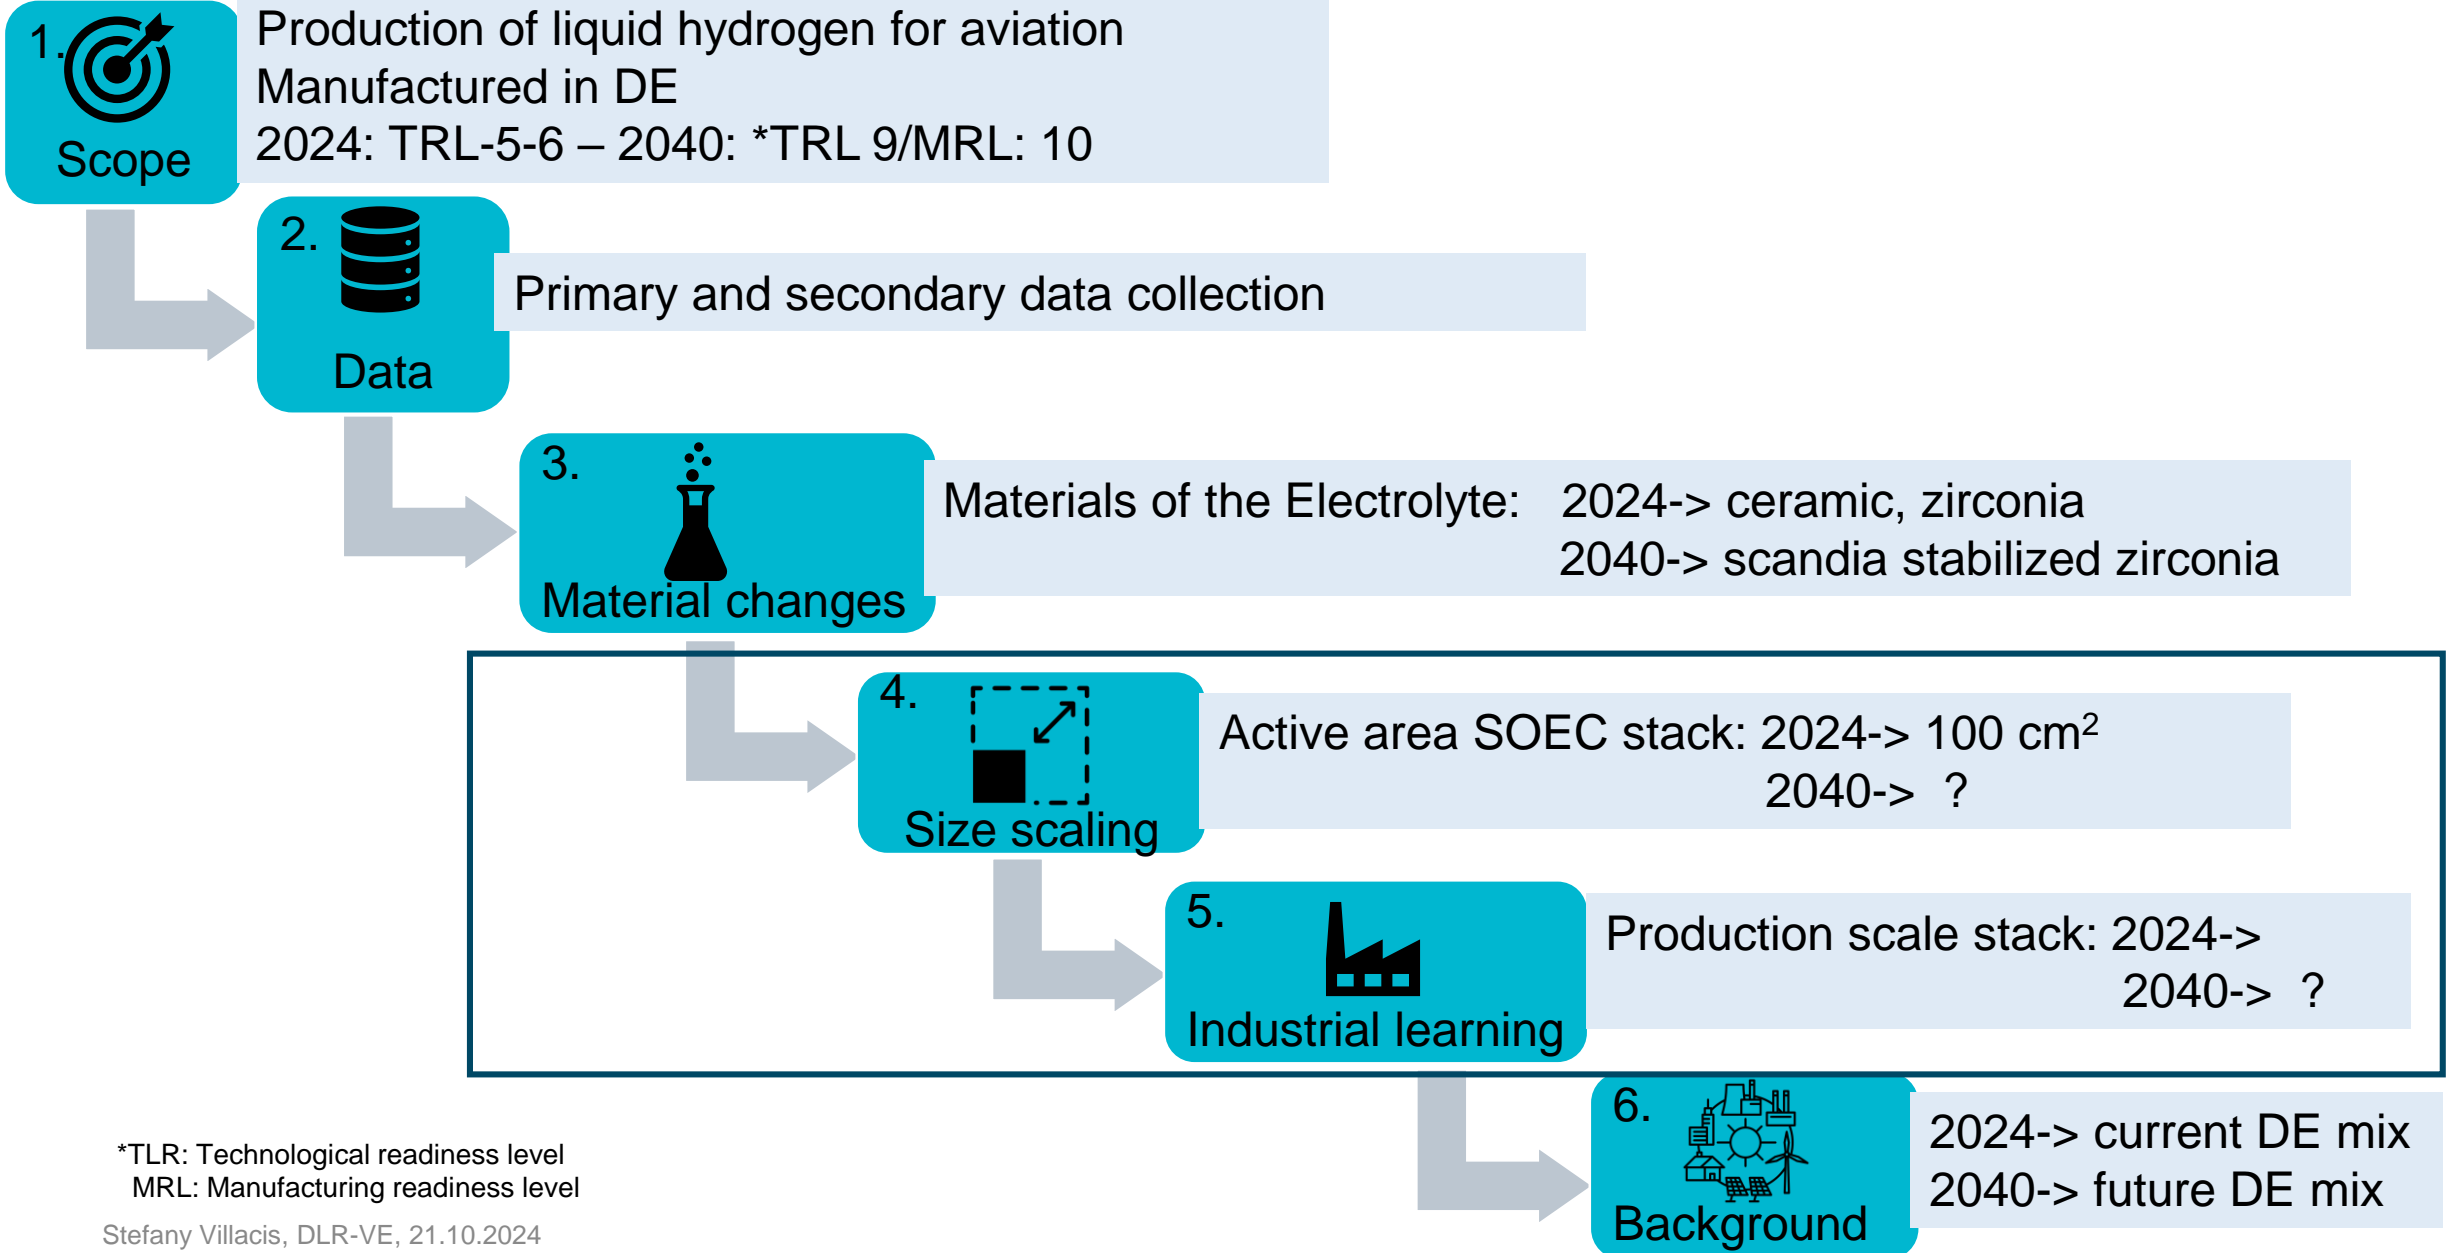 1.
Scope
Production of liquid hydrogen for aviation
Manufactured in DE
2024: TRL-5-6 – 2040: *TRL 9/MRL: 10
2.
Data
Primary and secondary data collection
3.
Material changes
Materials of the Electrolyte: 2024-> ceramic, zirconia
2040-> scandia stabilized zirconia
4.
Size scaling
Active area SOEC stack: 2024-> 100 cm²
2040-> ?
5.
Industrial learning
Production scale stack: 2024->
2040-> ?
6.
Background
2024-> current DE mix
2040-> future DE mix
*TLR: Technological readiness level
MRL: Manufacturing readiness level
Stefany Villacis, DLR-VE, 21.10.2024